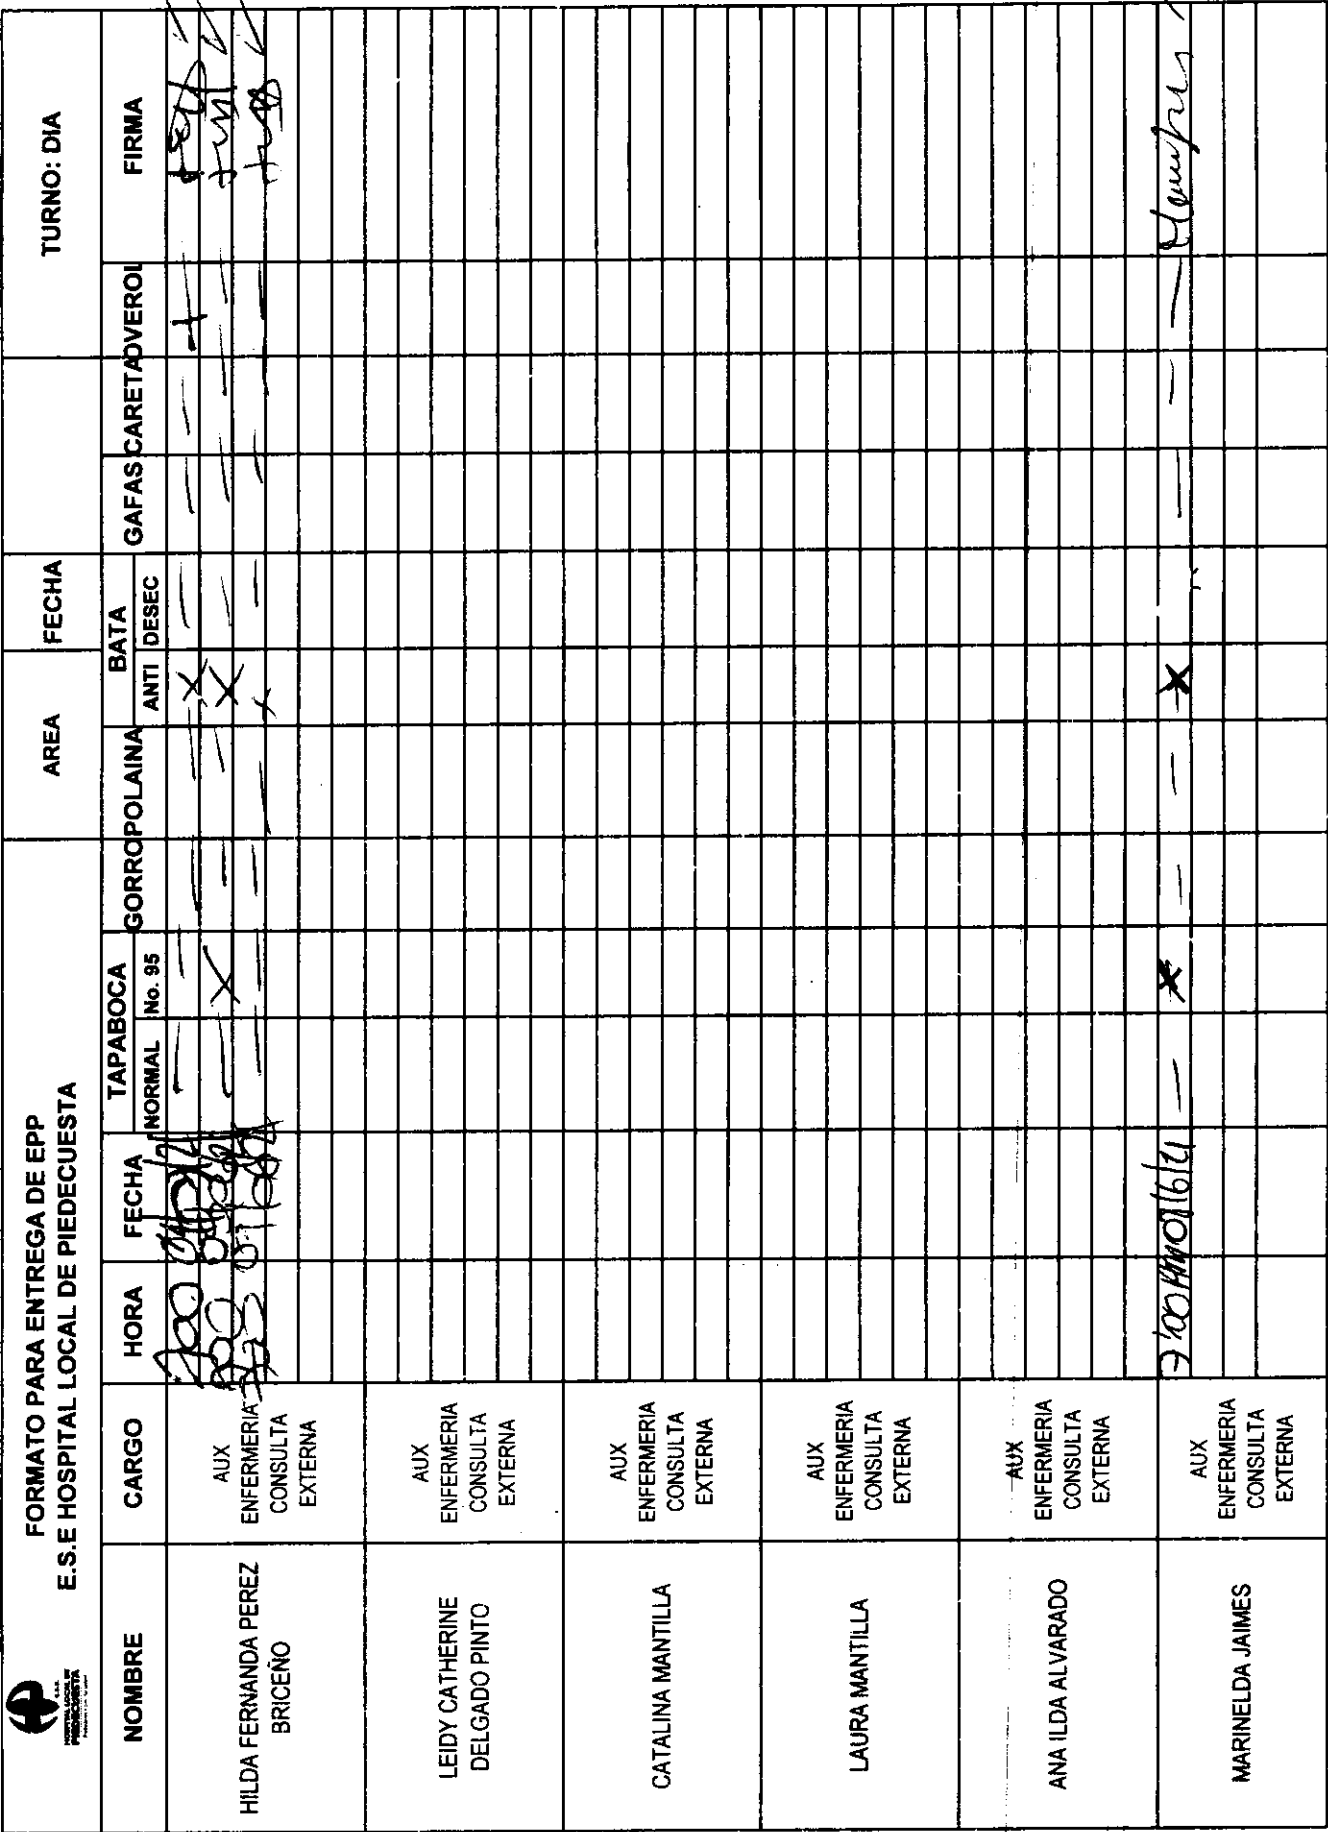 FORMATO PARA ENTREGA DE EPP
E.S.E HOSPITAL LOCAL DE PIEDECUESTA
AREA
FECHA
TURNO: DIA
NOMBRE CARGO HORA FECHA TAPABOCA GORRO POLAINA BATA GAFAS CARETA OVEROL FIRMA
NORMAL No. 95 ANTI DESEC
HILDA FERNANDA PEREZ
BRICEÑO
AUX
ENFERMERIA
CONSULTA
EXTERNA
— — — — X — — —
— X — — X — — —
— — — — X — — —
LEIDY CATHERINE
DELGADO PINTO
AUX
ENFERMERIA
CONSULTA
EXTERNA
CATALINA MANTILLA
AUX
ENFERMERIA
CONSULTA
EXTERNA
LAURA MANTILLA
AUX
ENFERMERIA
CONSULTA
EXTERNA
ANA ILDA ALVARADO
AUX
ENFERMERIA
CONSULTA
EXTERNA
MARINELDA JAIMES
AUX
ENFERMERIA
CONSULTA
EXTERNA
7:00 AM — X — — X — — — —